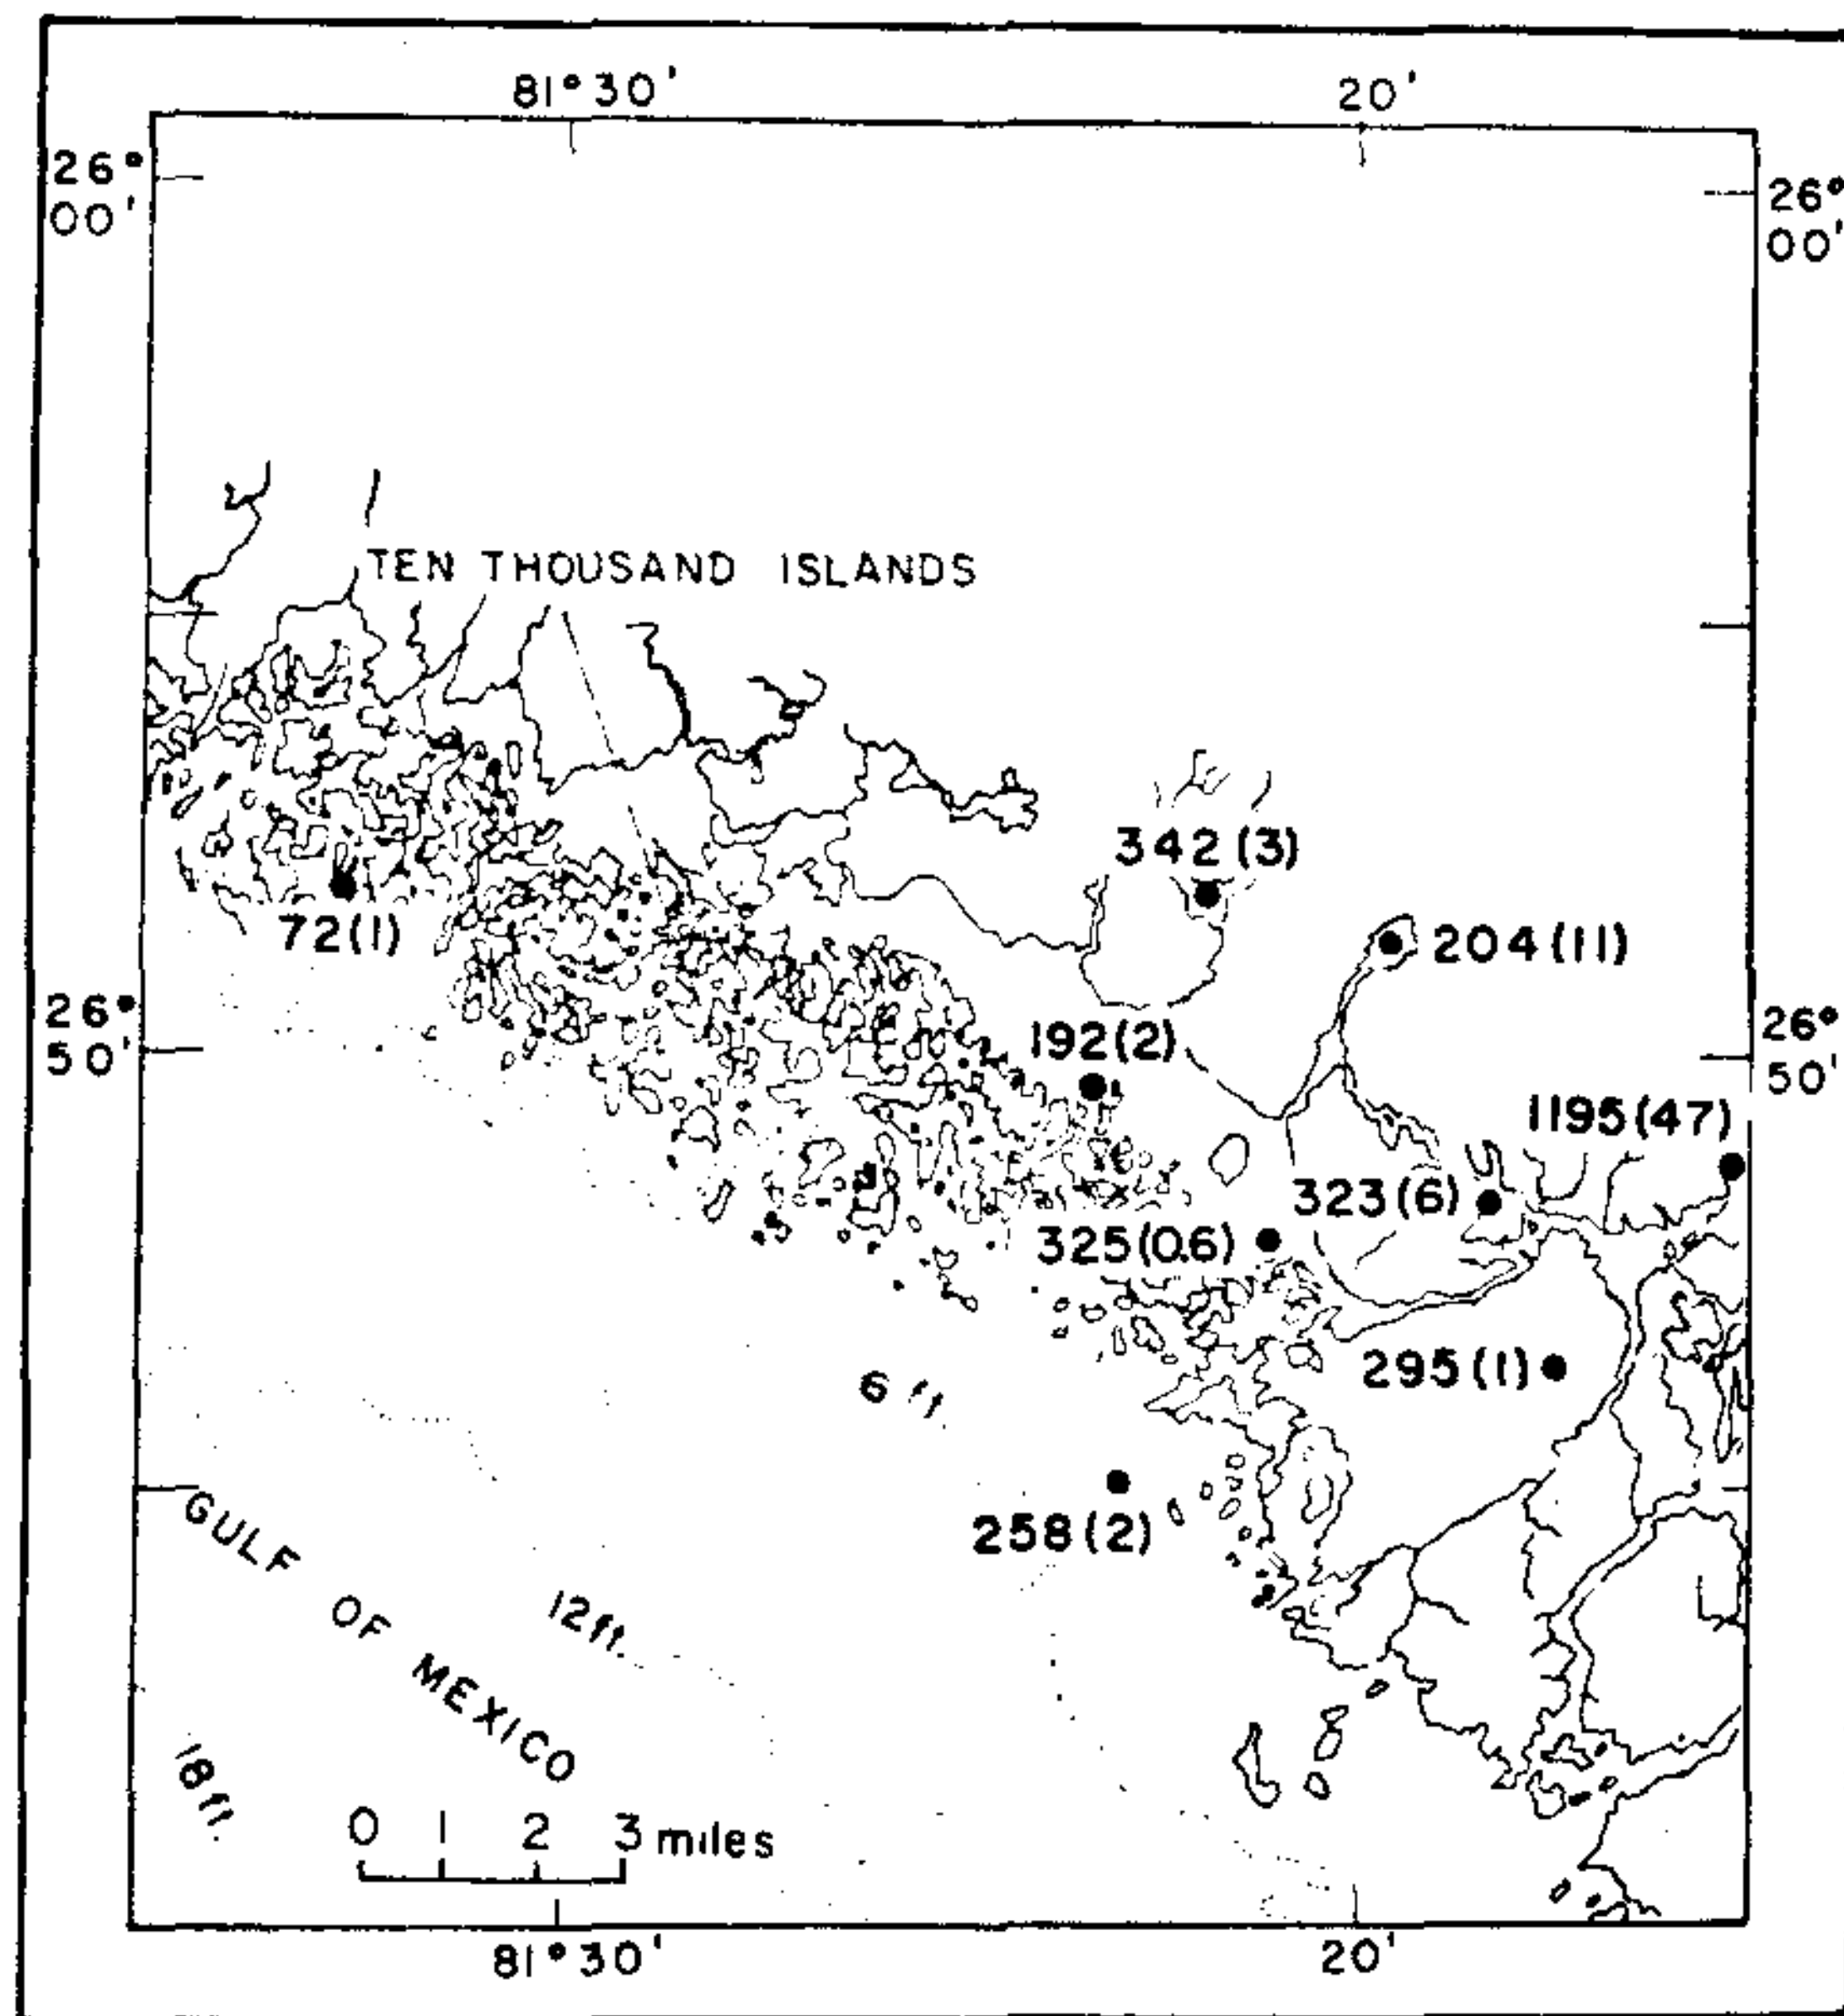 81°30' 20'
26° 00' 26° 00'
TEN THOUSAND ISLANDS
342(3)
72(1)
204(11)
26° 50' 26° 50'
192(2)
1195(47)
323(6)
325(0.6)
295(1)
6 ft.
258(2)
GULF OF MEXICO
12ft.
18ft.
0 1 2 3 miles
81°30' 20'